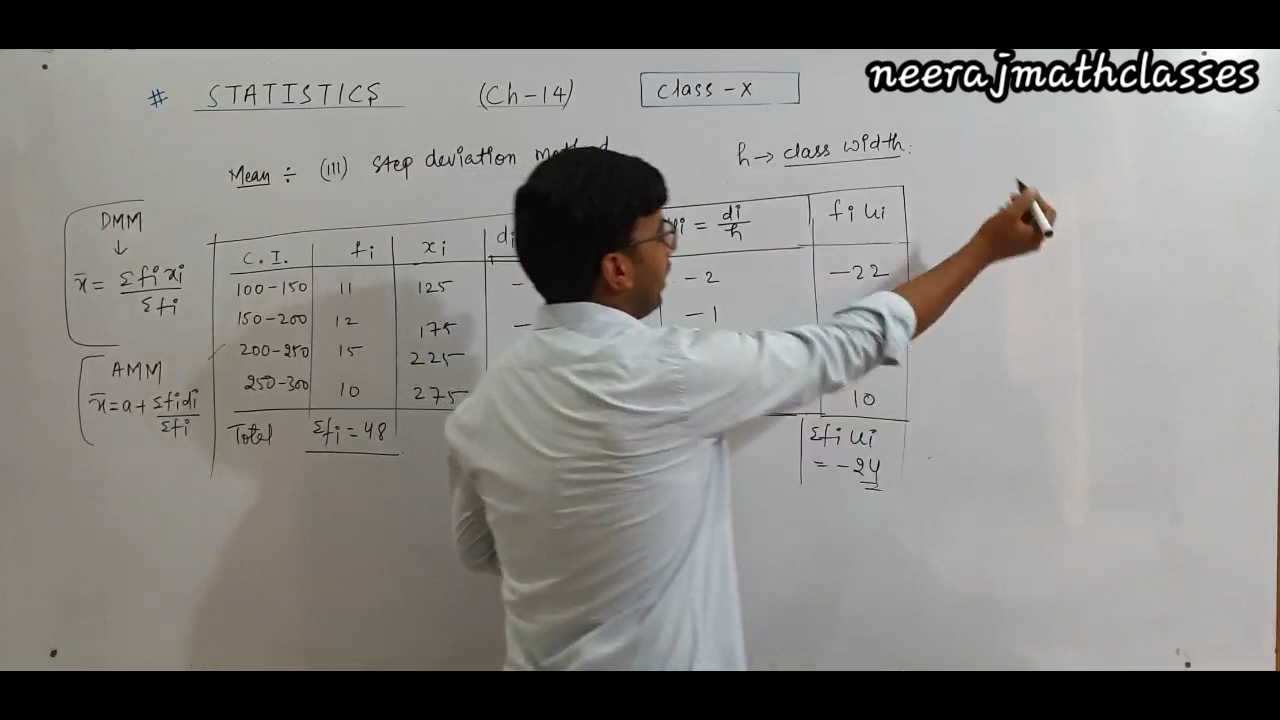 neerajmathclasses
# STATISTICS (Ch-14) Class-X
Mean ÷ (III) Step deviation h → class width:
DMM
↓
x̄ = Σfixi / Σfi
AMM
x̄ = a + Σfidi / Σfi
C.I. fi xi di = di/h fi ui
100-150 11 125 - -2 -22
150-200 12 175 - -1
200-250 15 225
250-300 10 275 10
Total Σfi = 48 Σfi ui
= -24